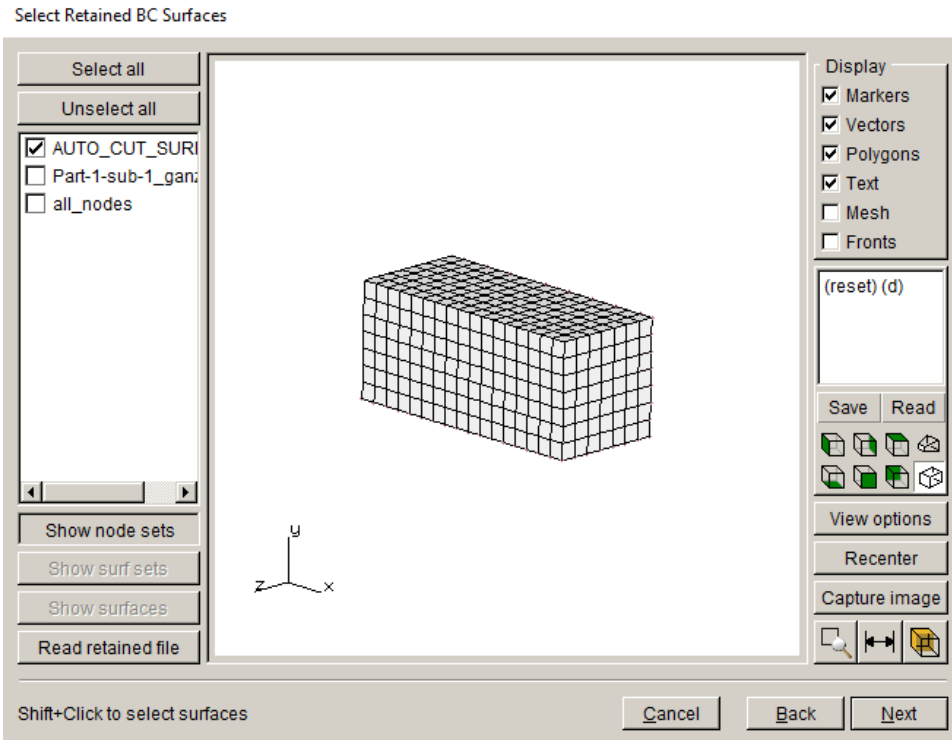 Select Retained BC Surfaces
Select all
Unselect all
AUTO_CUT_SURI
Part-1-sub-1_ganz
all_nodes
Show node sets
Show surf sets
Show surfaces
Read retained file
y
z
x
Display
Markers
Vectors
Polygons
Text
Mesh
Fronts
(reset) (d)
Save Read
View options
Recenter
Capture image
Shift+Click to select surfaces
Cancel Back Next